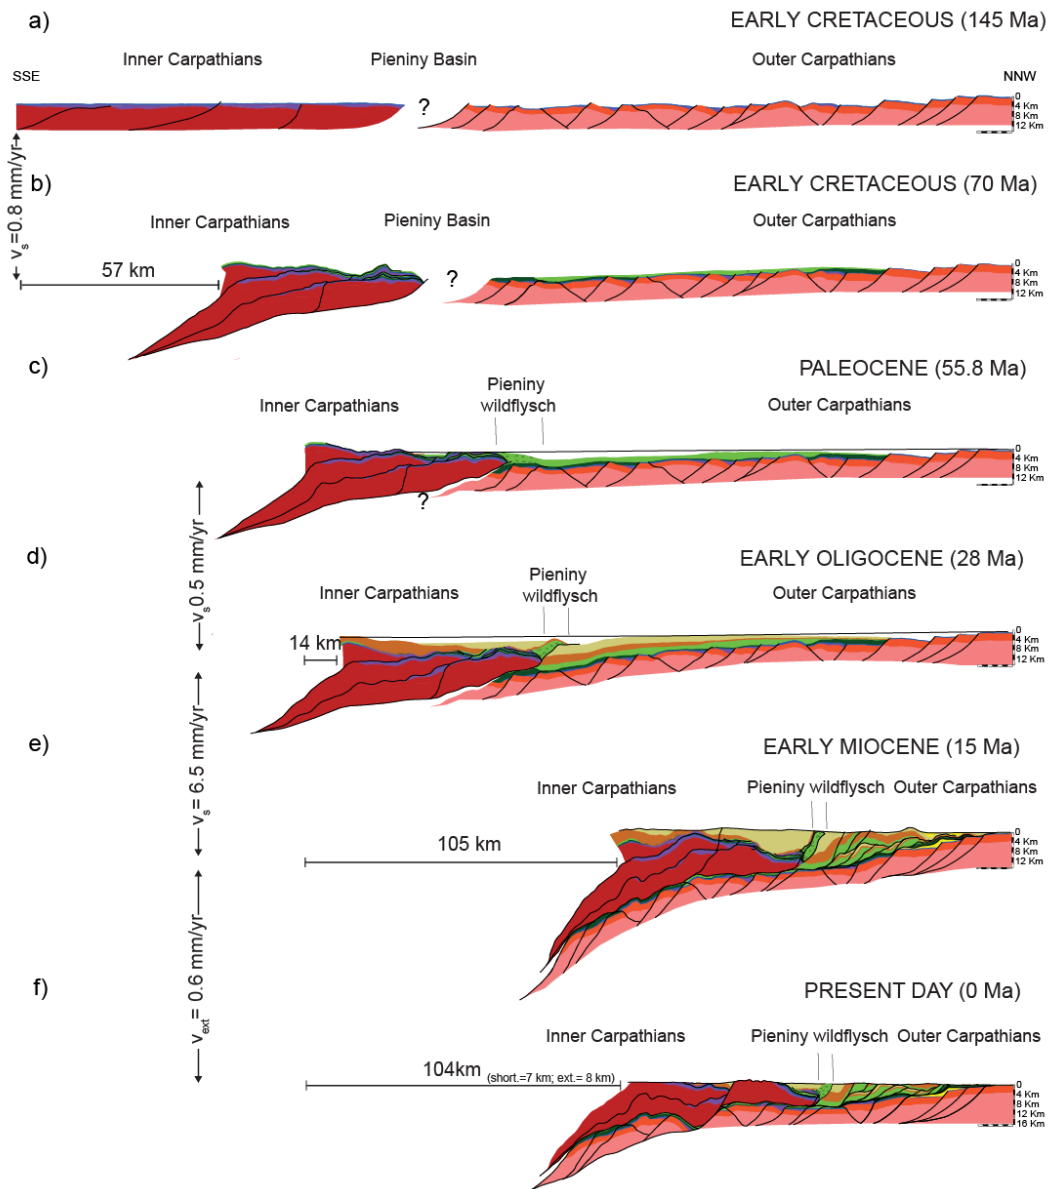 a)
EARLY CRETACEOUS (145 Ma)
Inner Carpathians
Pieniny Basin
Outer Carpathians
SSE
NNW
?
0
4 Km
8 Km
12 Km
vs=0.8 mm/yr
b)
EARLY CRETACEOUS (70 Ma)
Inner Carpathians
Pieniny Basin
Outer Carpathians
57 km
?
0
4 Km
8 Km
12 Km
c)
PALEOCENE (55.8 Ma)
Pieniny
wildflysch
Inner Carpathians
Outer Carpathians
?
0
4 Km
8 Km
12 Km
vs0.5 mm/yr
d)
EARLY OLIGOCENE (28 Ma)
Pieniny
wildflysch
Inner Carpathians
Outer Carpathians
14 km
0
4 Km
8 Km
12 Km
vs= 6.5 mm/yr
e)
EARLY MIOCENE (15 Ma)
Inner Carpathians
Pieniny wildflysch
Outer Carpathians
105 km
0
4 Km
8 Km
12 Km
vext = 0.6 mm/yr
f)
PRESENT DAY (0 Ma)
Inner Carpathians
Pieniny wildflysch
Outer Carpathians
104km
(short.=7 km; ext.= 8 km)
0
4 Km
8 Km
12 Km
16 Km